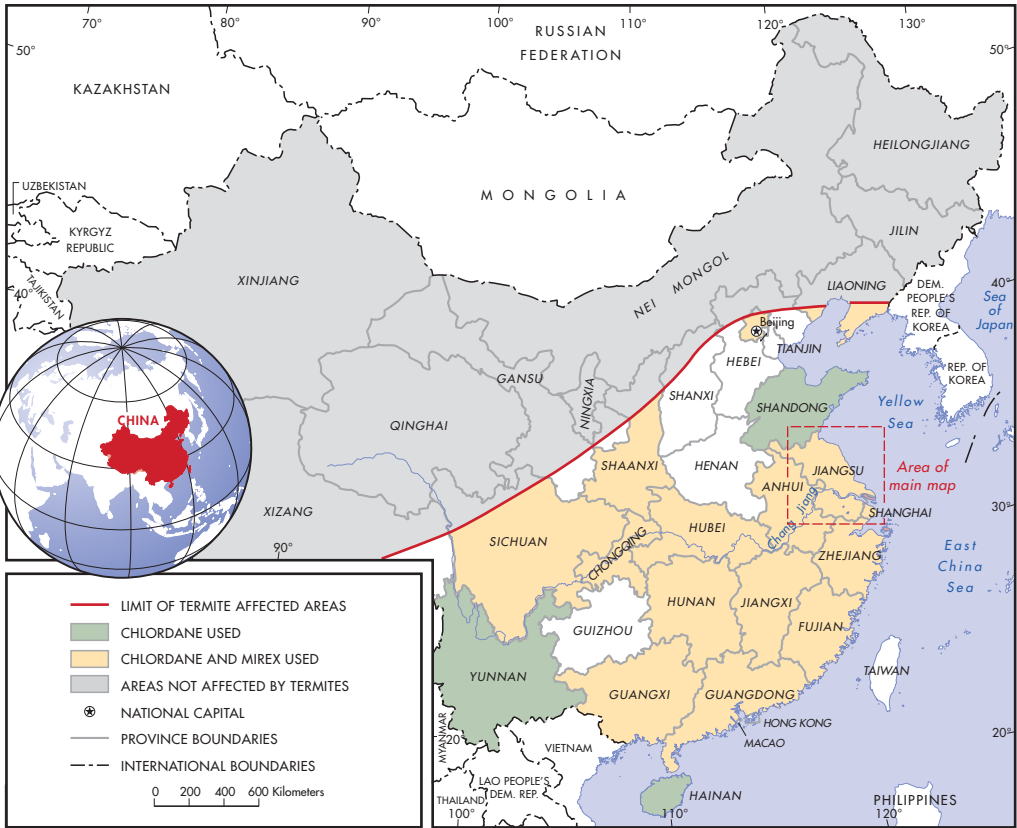 70°
80°
90°
100°
110°
120°
130°
50°
50°
RUSSIAN
FEDERATION
KAZAKHSTAN
HEILONGJIANG
UZBEKISTAN
MONGOLIA
KYRGYZ
REPUBLIC
JILIN
TAJIKISTAN
40°
XINJIANG
NEI MONGOL
LIAONING
40°
DEM.
PEOPLE'S
REP. OF
KOREA
Sea
of
Japan
Beijing
TIANJIN
HEBEI
REP. OF
KOREA
GANSU
NINGXIA
SHANXI
SHANDONG
Yellow
Sea
CHINA
QINGHAI
SHAANXI
HENAN
JIANGSU
ANHUI
Area of
main map
XIZANG
30°
SHANGHAI
Chang Jiang
HUBEI
SICHUAN
CHONGQING
ZHEJIANG
90°
East
China
Sea
HUNAN
JIANGXI
GUIZHOU
FUJIAN
YUNNAN
TAIWAN
GUANGXI
GUANGDONG
HONG KONG
MACAO
20°
20°
MYANMAR
VIETNAM
LAO PEOPLE'S
DEM. REP.
THAILAND
HAINAN
PHILIPPINES
100°
110°
120°
LIMIT OF TERMITE AFFECTED AREAS
CHLORDANE USED
CHLORDANE AND MIREX USED
AREAS NOT AFFECTED BY TERMITES
NATIONAL CAPITAL
PROVINCE BOUNDARIES
INTERNATIONAL BOUNDARIES
0 200 400 600 Kilometers